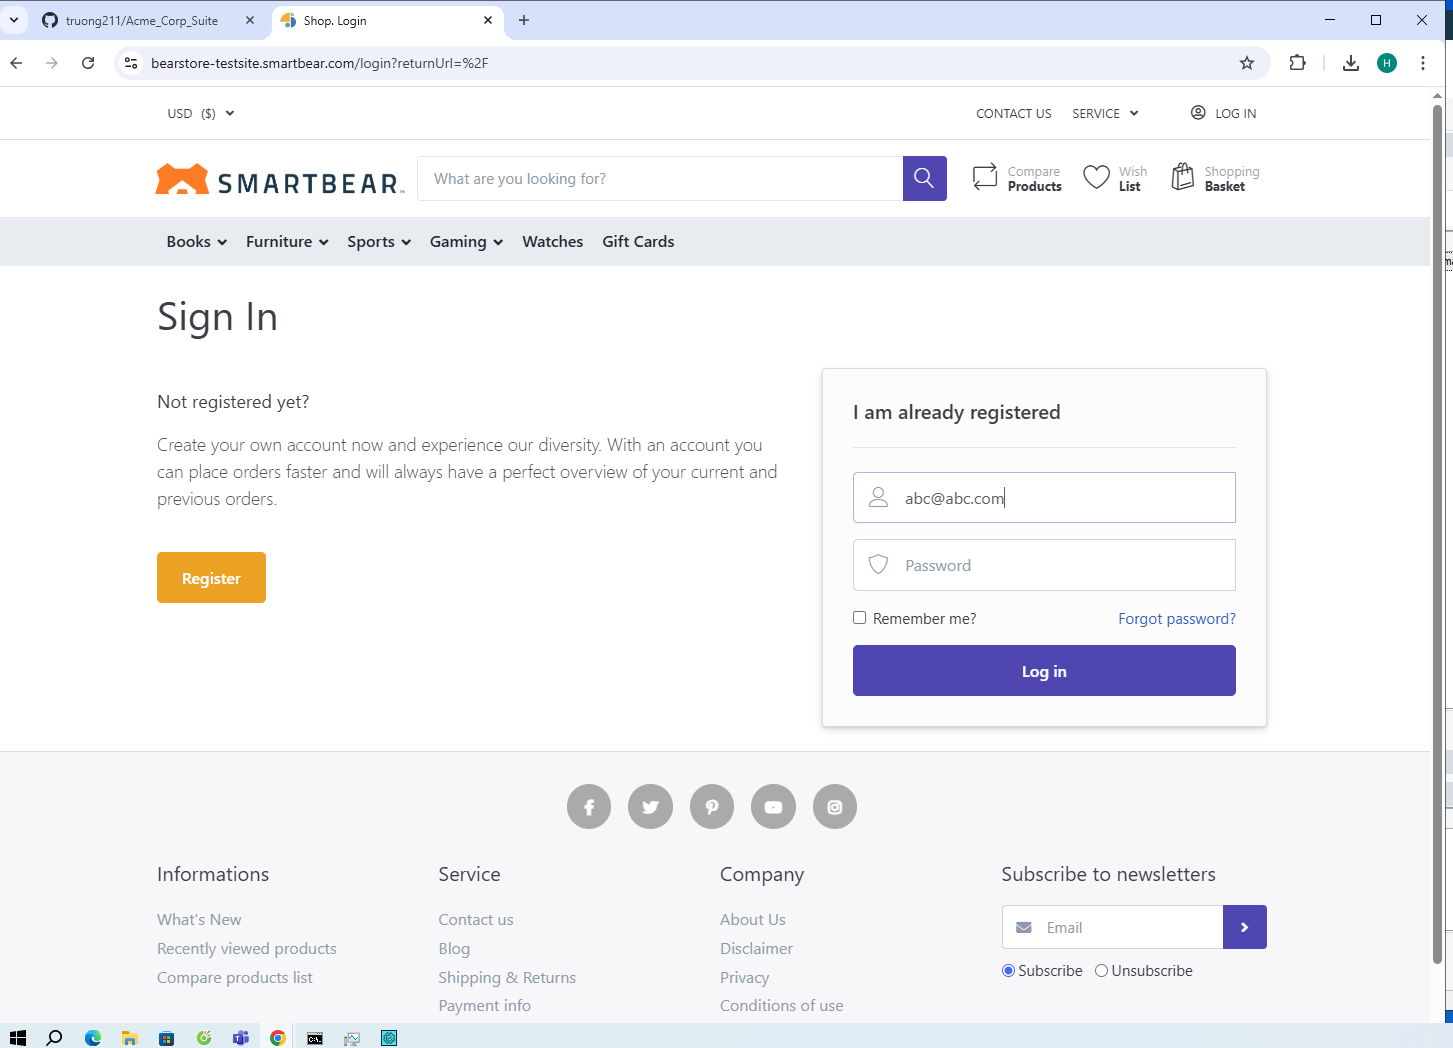 truong211/Acme_Corp_Suite
Shop. Login
bearstore-testsite.smartbear.com/login?returnUrl=%2F
H
USD ($)
CONTACT US
SERVICE
LOG IN
SMARTBEAR
What are you looking for?
Compare
Products
Wish
List
Shopping
Basket
Books
Furniture
Sports
Gaming
Watches
Gift Cards
Sign In
Not registered yet?
Create your own account now and experience our diversity. With an account you
can place orders faster and will always have a perfect overview of your current and
previous orders.
Register
I am already registered
abc@abc.com
Password
Remember me?
Forgot password?
Log in
Informations
What's New
Recently viewed products
Compare products list
Service
Contact us
Blog
Shipping & Returns
Payment info
Company
About Us
Disclaimer
Privacy
Conditions of use
Subscribe to newsletters
Email
Subscribe
Unsubscribe